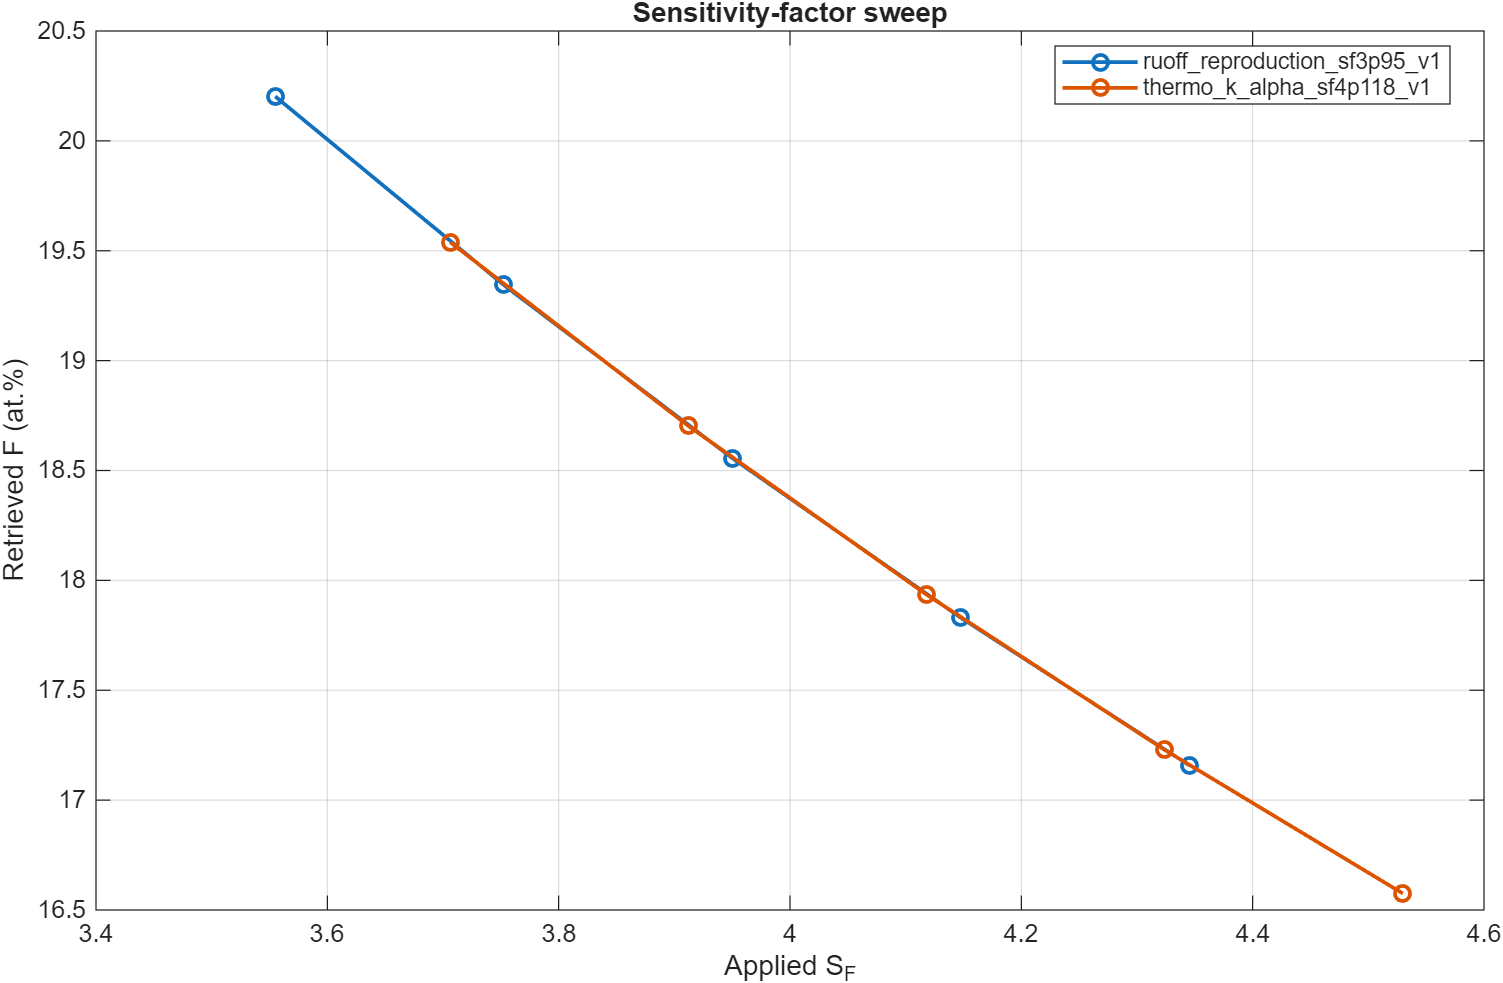 Sensitivity-factor sweep
ruoff_reproduction_sf3p95_v1
thermo_k_alpha_sf4p118_v1
Retrieved F (at.%)
20.5
20
19.5
19
18.5
18
17.5
17
16.5
3.4 3.6 3.8 4 4.2 4.4 4.6
Applied S_F